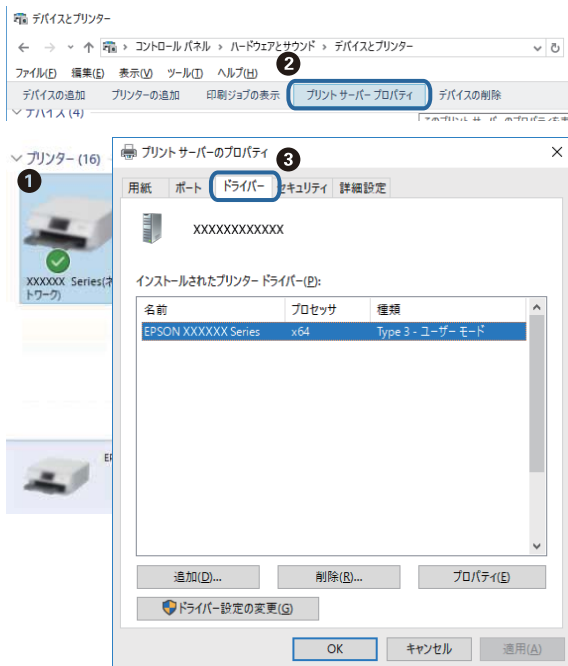 デバイスとプリンター
コントロール パネル › ハードウェアとサウンド › デバイスとプリンター
ファイル(F) 編集(E) 表示(V) ツール(T) ヘルプ(H)
2
デバイスの追加 プリンターの追加 印刷ジョブの表示 プリント サーバー プロパティ デバイスの削除
デバイス (4)
プリンター (16)
1
XXXXXX Series(ネ
トワーク)
EP
プリント サーバーのプロパティ
3
用紙 ポート ドライバー セキュリティ 詳細設定
XXXXXXXXXXXX
インストールされたプリンター ドライバー(P):
名前 プロセッサ 種類
EPSON XXXXXX Series x64 Type 3 - ユーザー モード
追加(D)... 削除(R)... プロパティ(E)
ドライバー設定の変更(G)
OK キャンセル 適用(A)